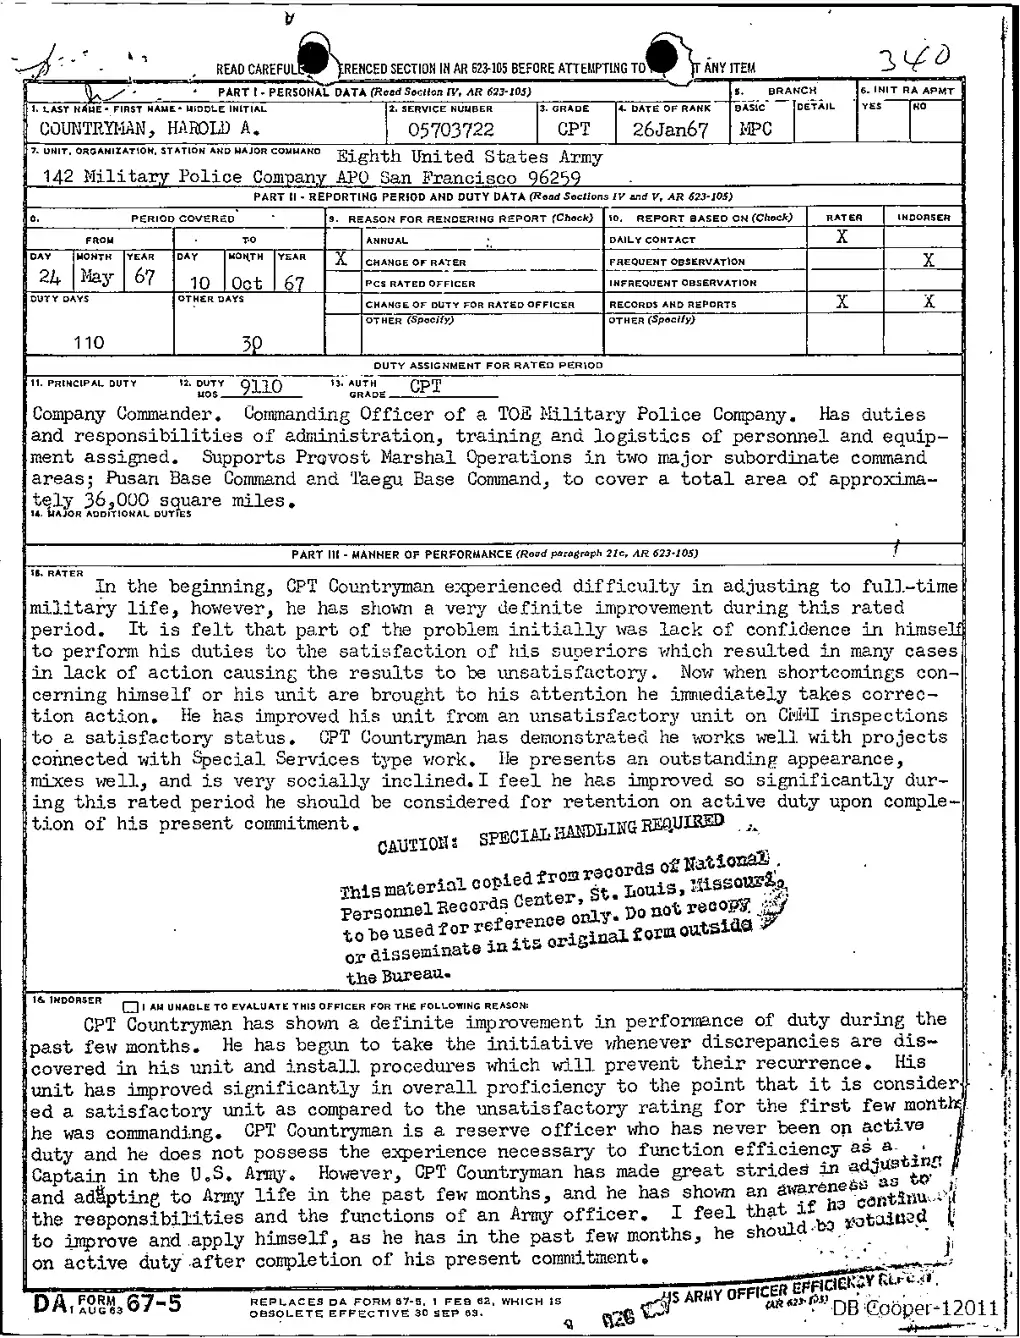 340
READ CAREFUL RENCED SECTION IN AR 623-105 BEFORE ATTEMPTING TO T ANY ITEM
PART I - PERSONAL DATA (Read Section IV, AR 623-105)
5. BRANCH
6. INIT RA APMT
1. LAST NAME - FIRST NAME - MIDDLE INITIAL
2. SERVICE NUMBER
3. GRADE
4. DATE OF RANK
BASIC
DETAIL
YES
NO
COUNTRYMAN, HAROLD A.
05703722
CPT
26Jan67
MPC
7. UNIT, ORGANIZATION, STATION AND MAJOR COMMAND
Eighth United States Army
142 Military Police Company APO San Francisco 96259
PART II - REPORTING PERIOD AND DUTY DATA (Read Sections IV and V, AR 623-105)
8. PERIOD COVERED
9. REASON FOR RENDERING REPORT (Check)
10. REPORT BASED ON (Check)
RATER
INDORSER
FROM
TO
ANNUAL
DAILY CONTACT
X
DAY MONTH YEAR DAY MONTH YEAR
X CHANGE OF RATER
FREQUENT OBSERVATION
X
24 May 67 10 Oct 67
PCS RATED OFFICER
INFREQUENT OBSERVATION
DUTY DAYS
OTHER DAYS
CHANGE OF DUTY FOR RATED OFFICER
RECORDS AND REPORTS
X X
OTHER (Specify)
OTHER (Specify)
110
30
DUTY ASSIGNMENT FOR RATED PERIOD
11. PRINCIPAL DUTY
12. DUTY MOS 9110
13. AUTH GRADE CPT
Company Commander. Commanding Officer of a TOE Military Police Company. Has duties
and responsibilities of administration, training and logistics of personnel and equip-
ment assigned. Supports Provost Marshal Operations in two major subordinate command
areas; Pusan Base Command and Taegu Base Command, to cover a total area of approxima-
tely 36,000 square miles.
14. MAJOR ADDITIONAL DUTIES
PART III - MANNER OF PERFORMANCE (Read paragraph 21c, AR 623-105)
15. RATER
In the beginning, CPT Countryman experienced difficulty in adjusting to full-time
military life, however, he has shown a very definite improvement during this rated
period. It is felt that part of the problem initially was lack of confidence in himself
to perform his duties to the satisfaction of his superiors which resulted in many cases
in lack of action causing the results to be unsatisfactory. Now when shortcomings con-
cerning himself or his unit are brought to his attention he immediately takes correc-
tion action. He has improved his unit from an unsatisfactory unit on CMMI inspections
to a satisfactory status. CPT Countryman has demonstrated he works well with projects
connected with Special Services type work. He presents an outstanding appearance,
mixes well, and is very socially inclined.I feel he has improved so significantly dur-
ing this rated period he should be considered for retention on active duty upon comple-
tion of his present commitment.
CAUTION: SPECIAL HANDLING REQUIRED
This material copied from records of National
Personnel Records Center, St. Louis, Missouri,
to be used for reference only. Do not recopy
or disseminate in its original form outside
the Bureau.
16. INDORSER
I AM UNABLE TO EVALUATE THIS OFFICER FOR THE FOLLOWING REASON:
CPT Countryman has shown a definite improvement in performance of duty during the
past few months. He has begun to take the initiative whenever discrepancies are dis-
covered in his unit and install procedures which will prevent their recurrence. His
unit has improved significantly in overall proficiency to the point that it is consider-
ed a satisfactory unit as compared to the unsatisfactory rating for the first few months
he was commanding. CPT Countryman is a reserve officer who has never been on active
duty and he does not possess the experience necessary to function efficiency as a
Captain in the U.S. Army. However, CPT Countryman has made great strides in adjusting
and adapting to Army life in the past few months, and he has shown an awareness as to
the responsibilities and the functions of an Army officer. I feel that if he continu
to improve and apply himself, as he has in the past few months, he should be retained
on active duty after completion of his present commitment.
DA FORM 1 AUG 63 67-5
REPLACES DA FORM 67-5, 1 FEB 62, WHICH IS
OBSOLETE EFFECTIVE 30 SEP 63.
US ARMY OFFICER EFFICIENCY REPORT
(AR 623-105)
DB Cooper-12011